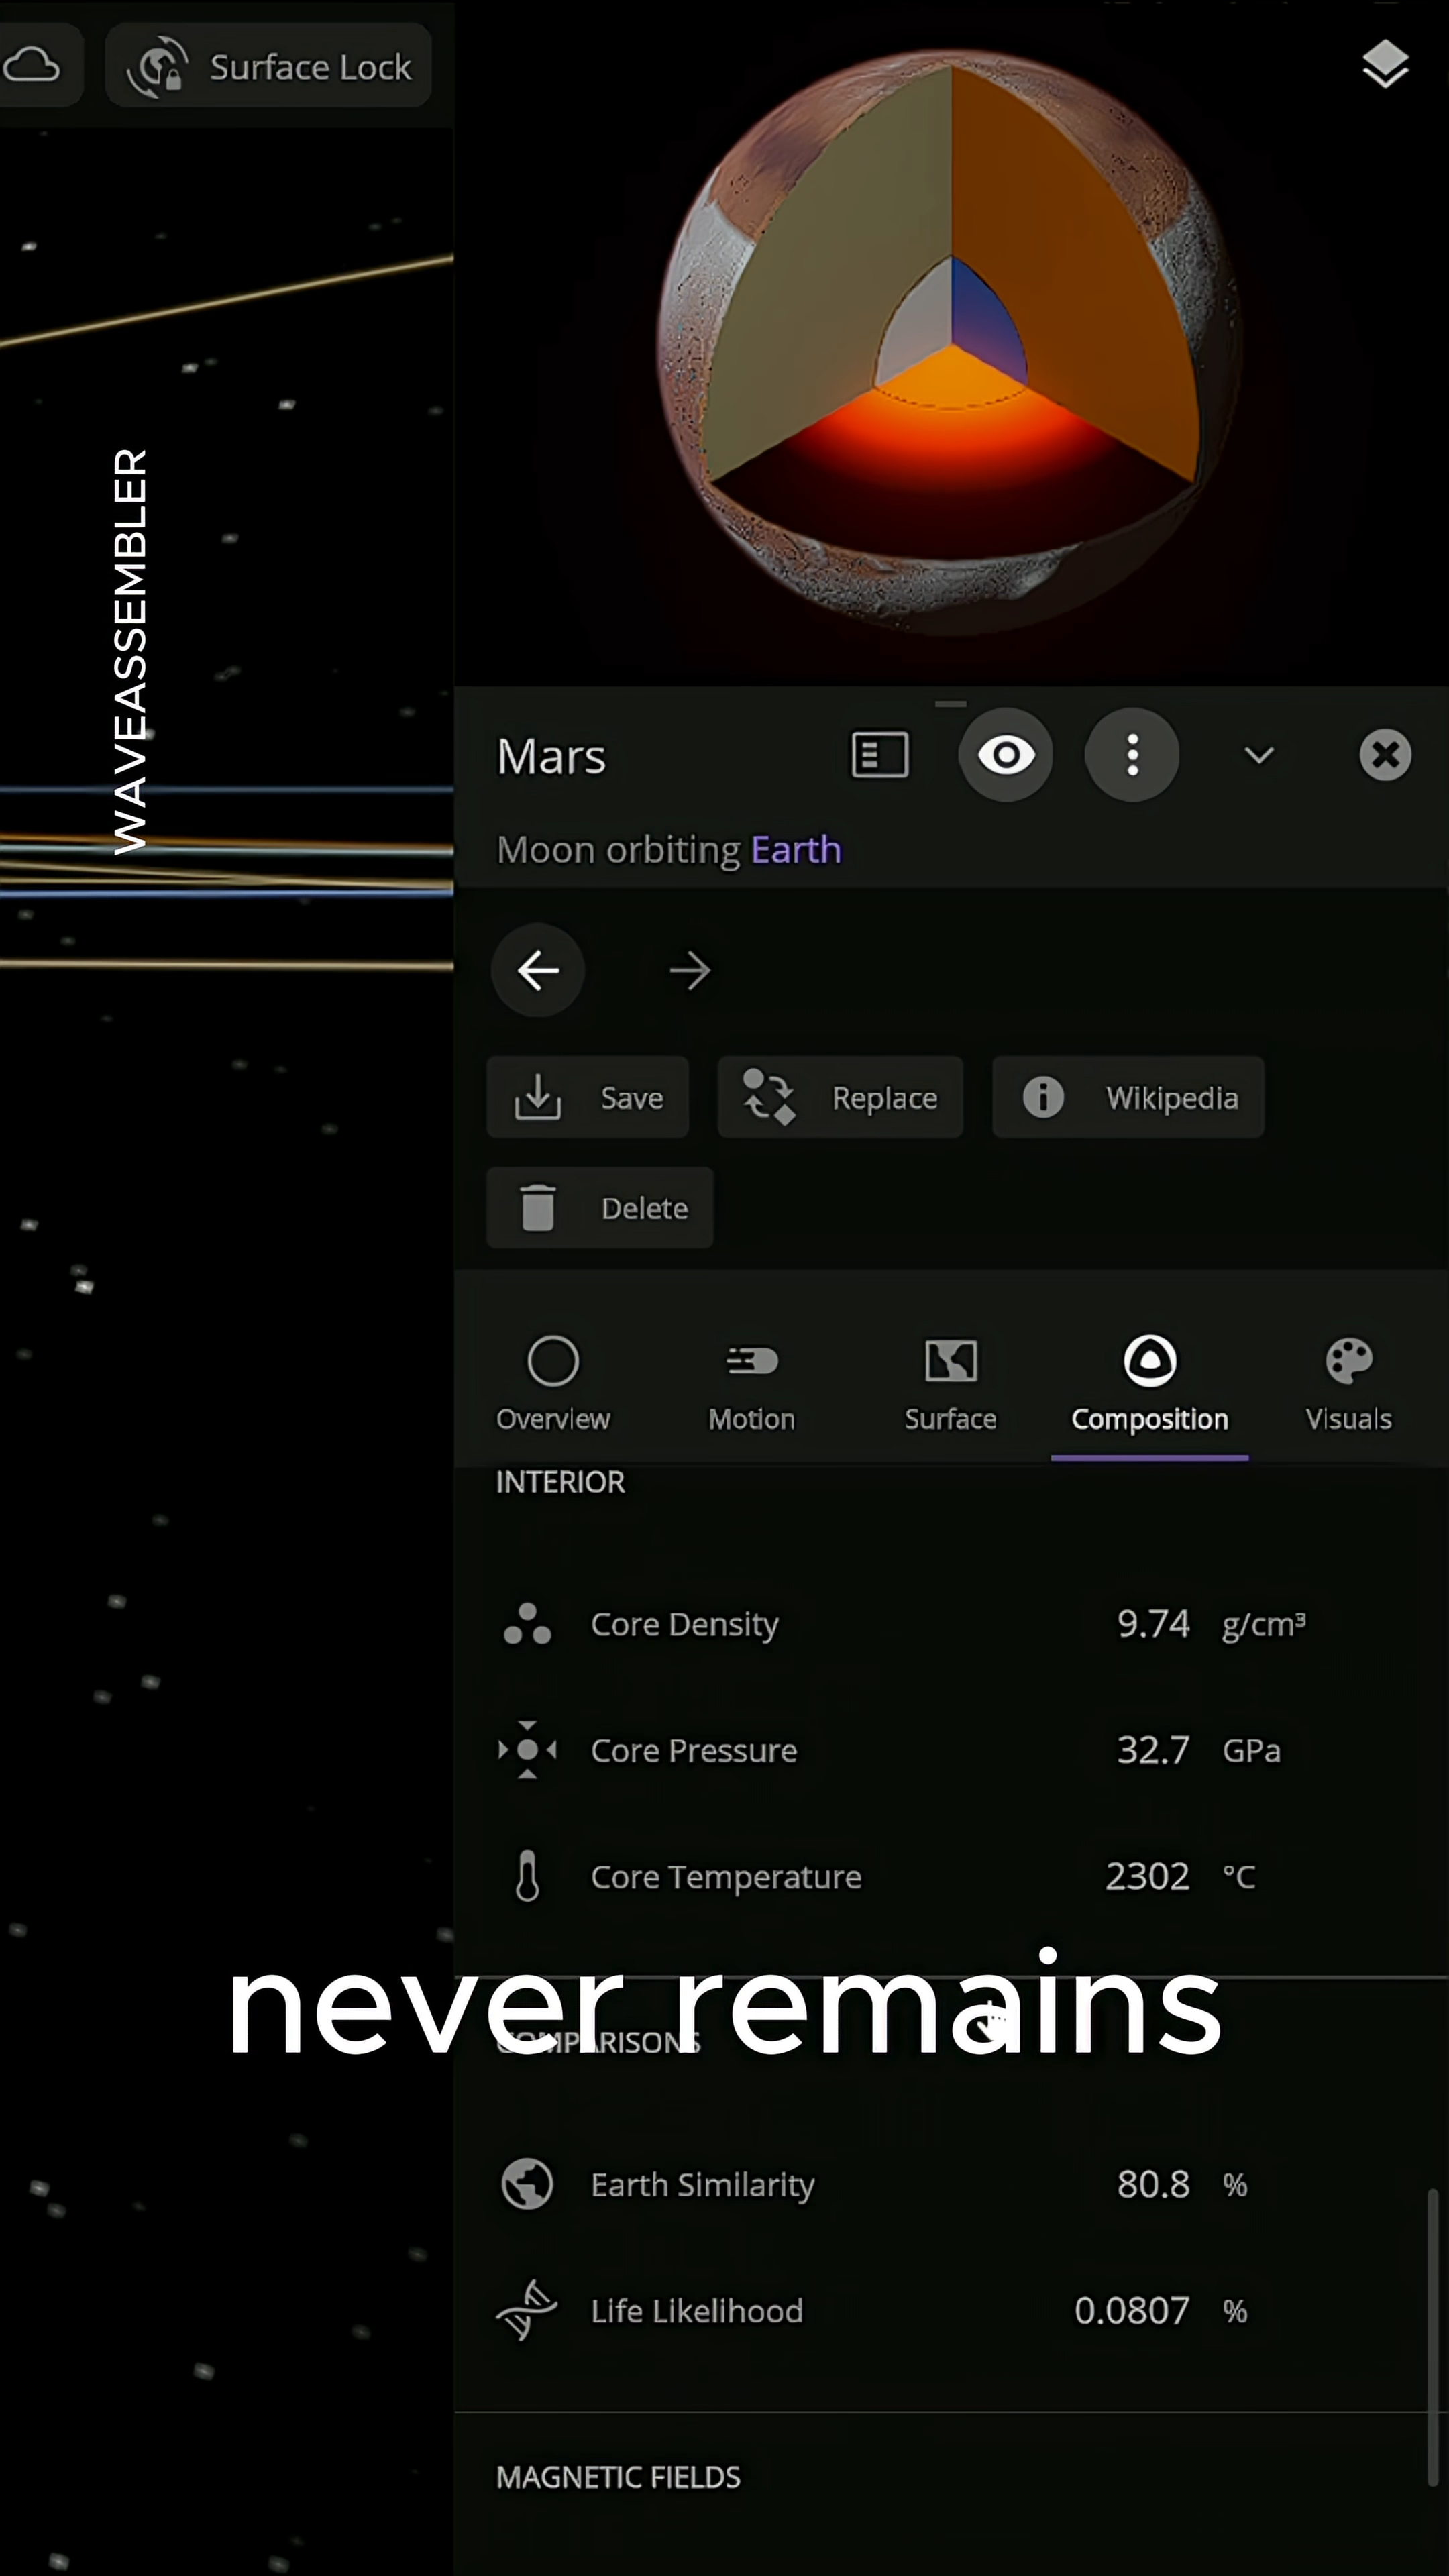 Surface Lock
WAVEASSEMBLER
Mars
Moon orbiting Earth
Save
Replace
Wikipedia
Delete
Overview
Motion
Surface
Composition
Visuals
INTERIOR
Core Density 9.74 g/cm³
Core Pressure 32.7 GPa
Core Temperature 2302 °C
never remains
COMPARISONS
Earth Similarity 80.8 %
Life Likelihood 0.0807 %
MAGNETIC FIELDS